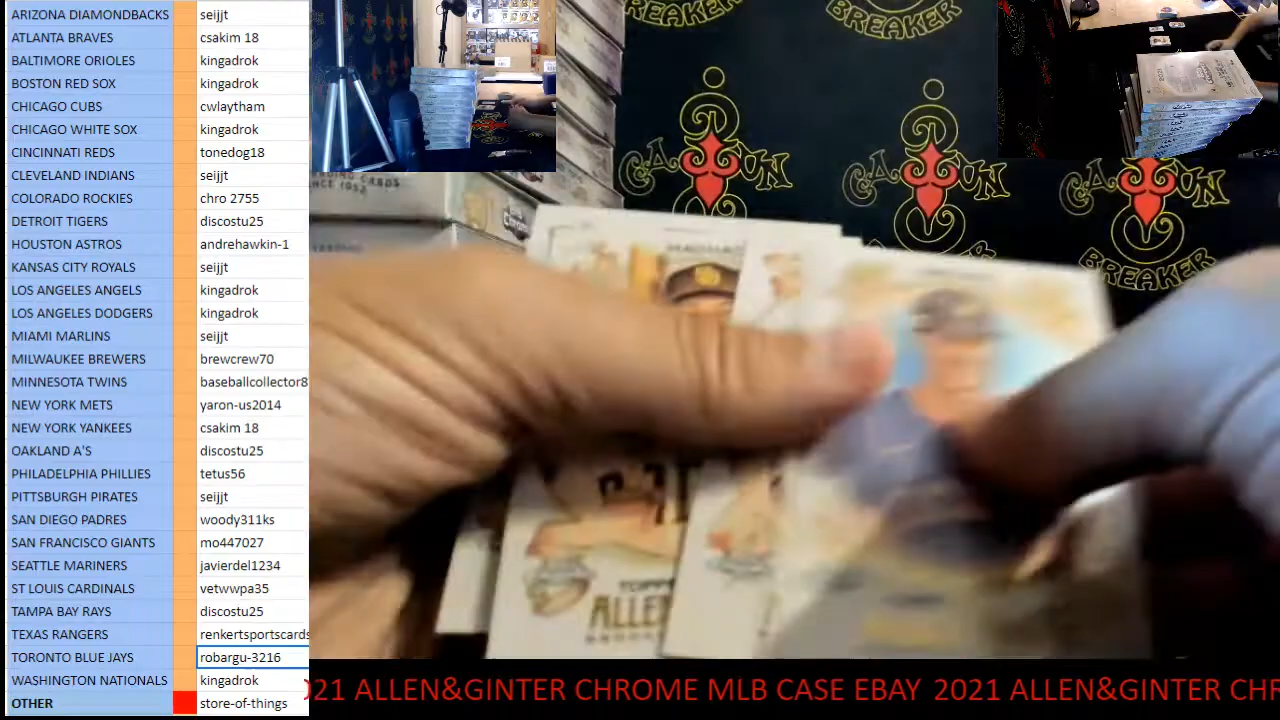 ARIZONA DIAMONDBACKS seijjt
ATLANTA BRAVES csakim 18
BALTIMORE ORIOLES kingadrok
BOSTON RED SOX kingadrok
CHICAGO CUBS cwlaytham
CHICAGO WHITE SOX kingadrok
CINCINNATI REDS tonedog18
CLEVELAND INDIANS seijjt
COLORADO ROCKIES chro 2755
DETROIT TIGERS discostu25
HOUSTON ASTROS andrehawkin-1
KANSAS CITY ROYALS seijjt
LOS ANGELES ANGELS kingadrok
LOS ANGELES DODGERS kingadrok
MIAMI MARLINS seijjt
MILWAUKEE BREWERS brewcrew70
MINNESOTA TWINS baseballcollector8
NEW YORK METS yaron-us2014
NEW YORK YANKEES csakim 18
OAKLAND A'S discostu25
PHILADELPHIA PHILLIES tetus56
PITTSBURGH PIRATES seijjt
SAN DIEGO PADRES woody311ks
SAN FRANCISCO GIANTS mo447027
SEATTLE MARINERS javierdel1234
ST LOUIS CARDINALS vetwwpa35
TAMPA BAY RAYS discostu25
TEXAS RANGERS renkertsportscards
TORONTO BLUE JAYS robargu-3216
WASHINGTON NATIONALS kingadrok
OTHER store-of-things
BREAKER
BREAKER
BREAKER
TOPPS
ALLEN
21 ALLEN&GINTER CHROME MLB CASE EBAY 2021 ALLEN&GINTER CHR